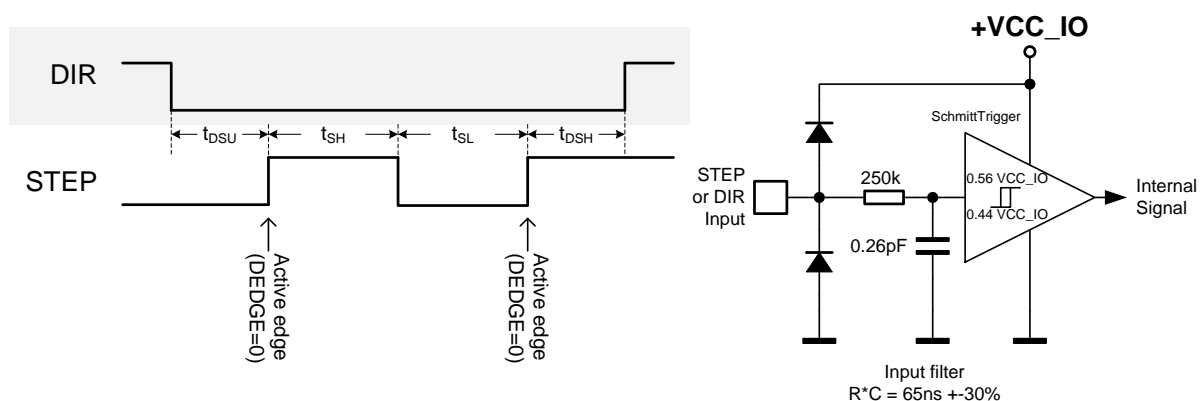 DIR
tDSU
tSH
tSL
tDSH
STEP
Active edge
(DEDGE=0)
Active edge
(DEDGE=0)
+VCC_IO
SchmittTrigger
250k
0.56 VCC_IO
0.44 VCC_IO
0.26pF
STEP
or DIR
Input
Internal
Signal
Input filter
R*C = 65ns +-30%